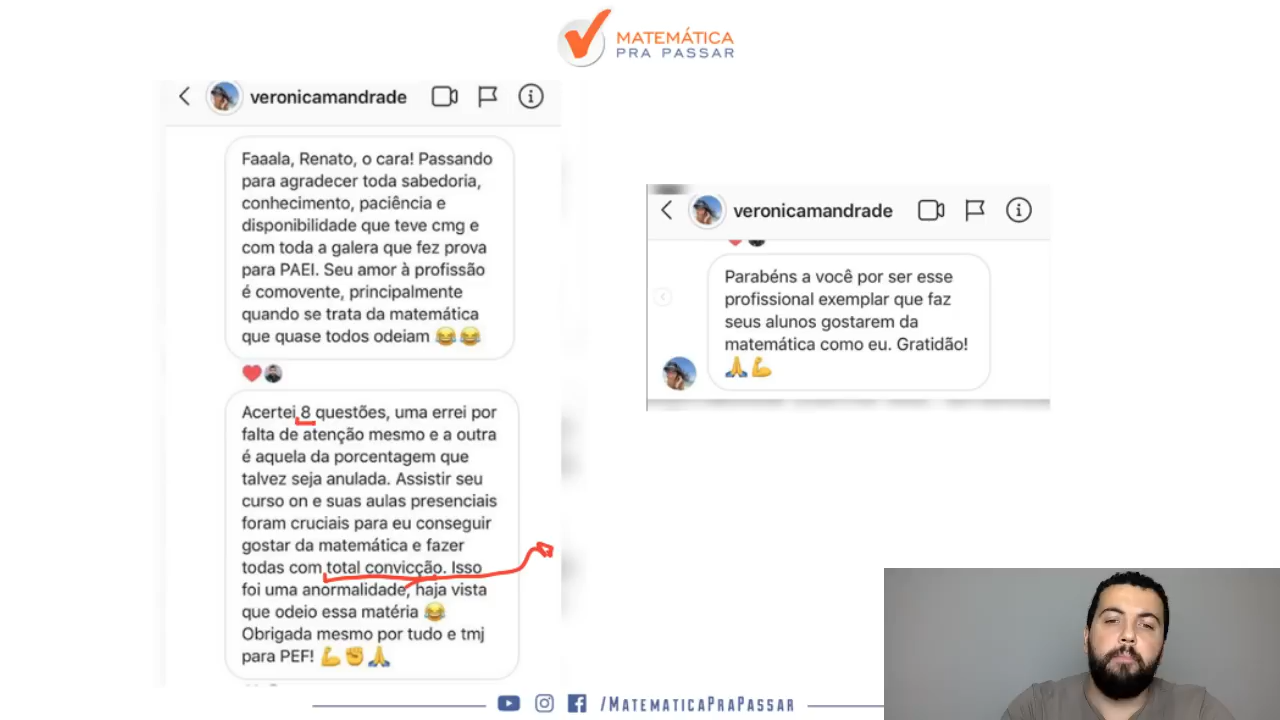 MATEMÁTICA
PRA PASSAR
veronicamandrade
Faaala, Renato, o cara! Passando
para agradecer toda sabedoria,
conhecimento, paciência e
disponibilidade que teve cmg e
com toda a galera que fez prova
para PAEI. Seu amor à profissão
é comovente, principalmente
quando se trata da matemática
que quase todos odeiam 😂😂
Acertei 8 questões, uma errei por
falta de atenção mesmo e a outra
é aquela da porcentagem que
talvez seja anulada. Assistir seu
curso on e suas aulas presenciais
foram cruciais para eu conseguir
gostar da matemática e fazer
todas com total convicção. Isso
foi uma anormalidade, haja vista
que odeio essa matéria 😂
Obrigada mesmo por tudo e tmj
para PEF! 💪✊🙏
veronicamandrade
Parabéns a você por ser esse
profissional exemplar que faz
seus alunos gostarem da
matemática como eu. Gratidão!
🙏💪
/MATEMATICAPRAPASSAR